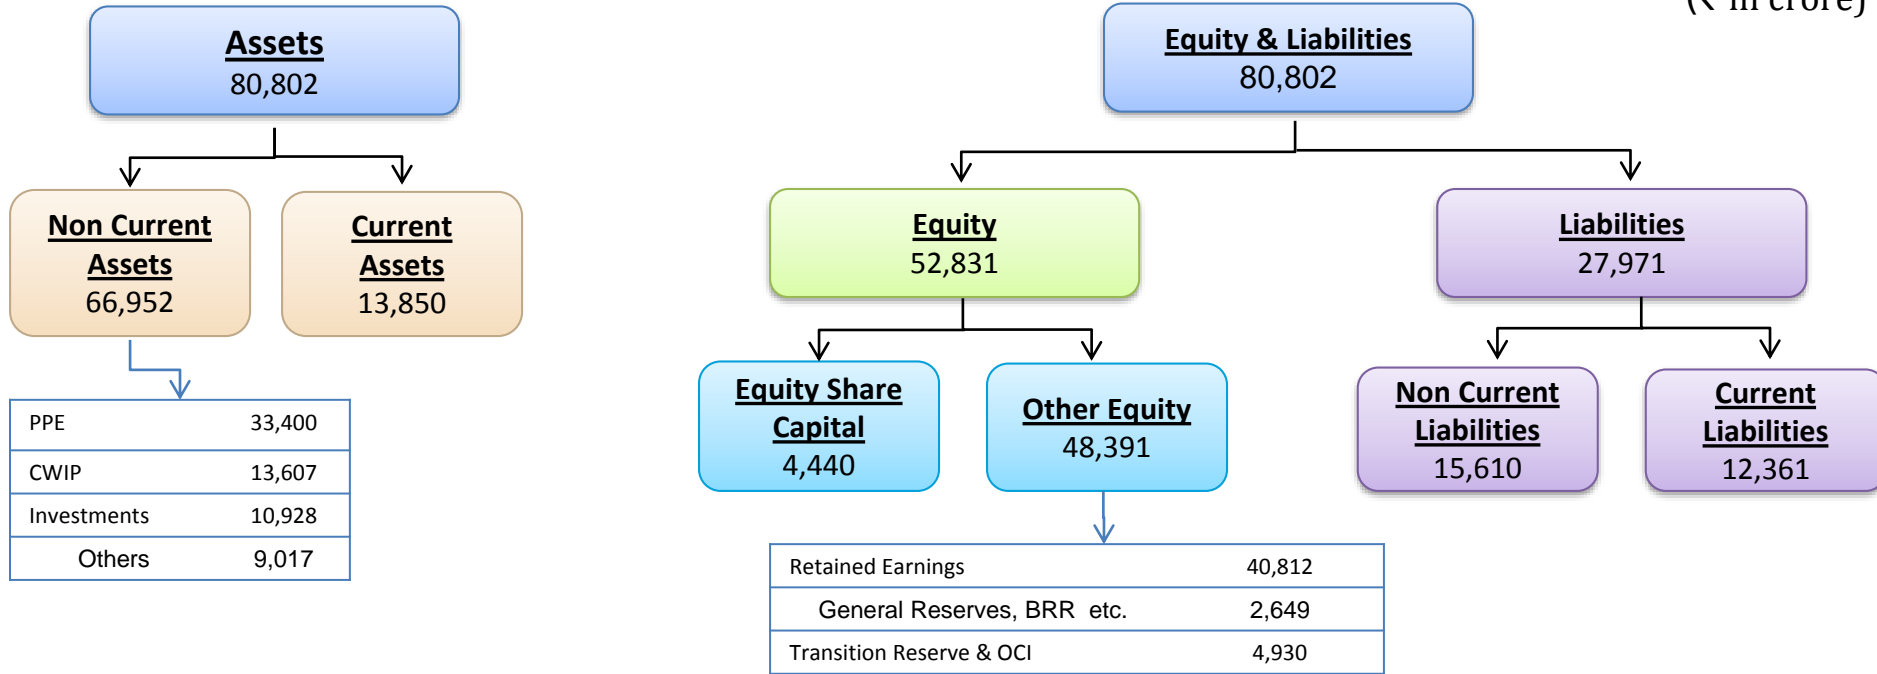 (₹ in crore)
Assets
80,802
Equity & Liabilities
80,802
Non Current
Assets
66,952
Current
Assets
13,850
Equity
52,831
Liabilities
27,971
Equity Share
Capital
4,440
Other Equity
48,391
Non Current
Liabilities
15,610
Current
Liabilities
12,361
PPE 33,400
CWIP 13,607
Investments 10,928
Others 9,017
Retained Earnings 40,812
General Reserves, BRR etc. 2,649
Transition Reserve & OCI 4,930